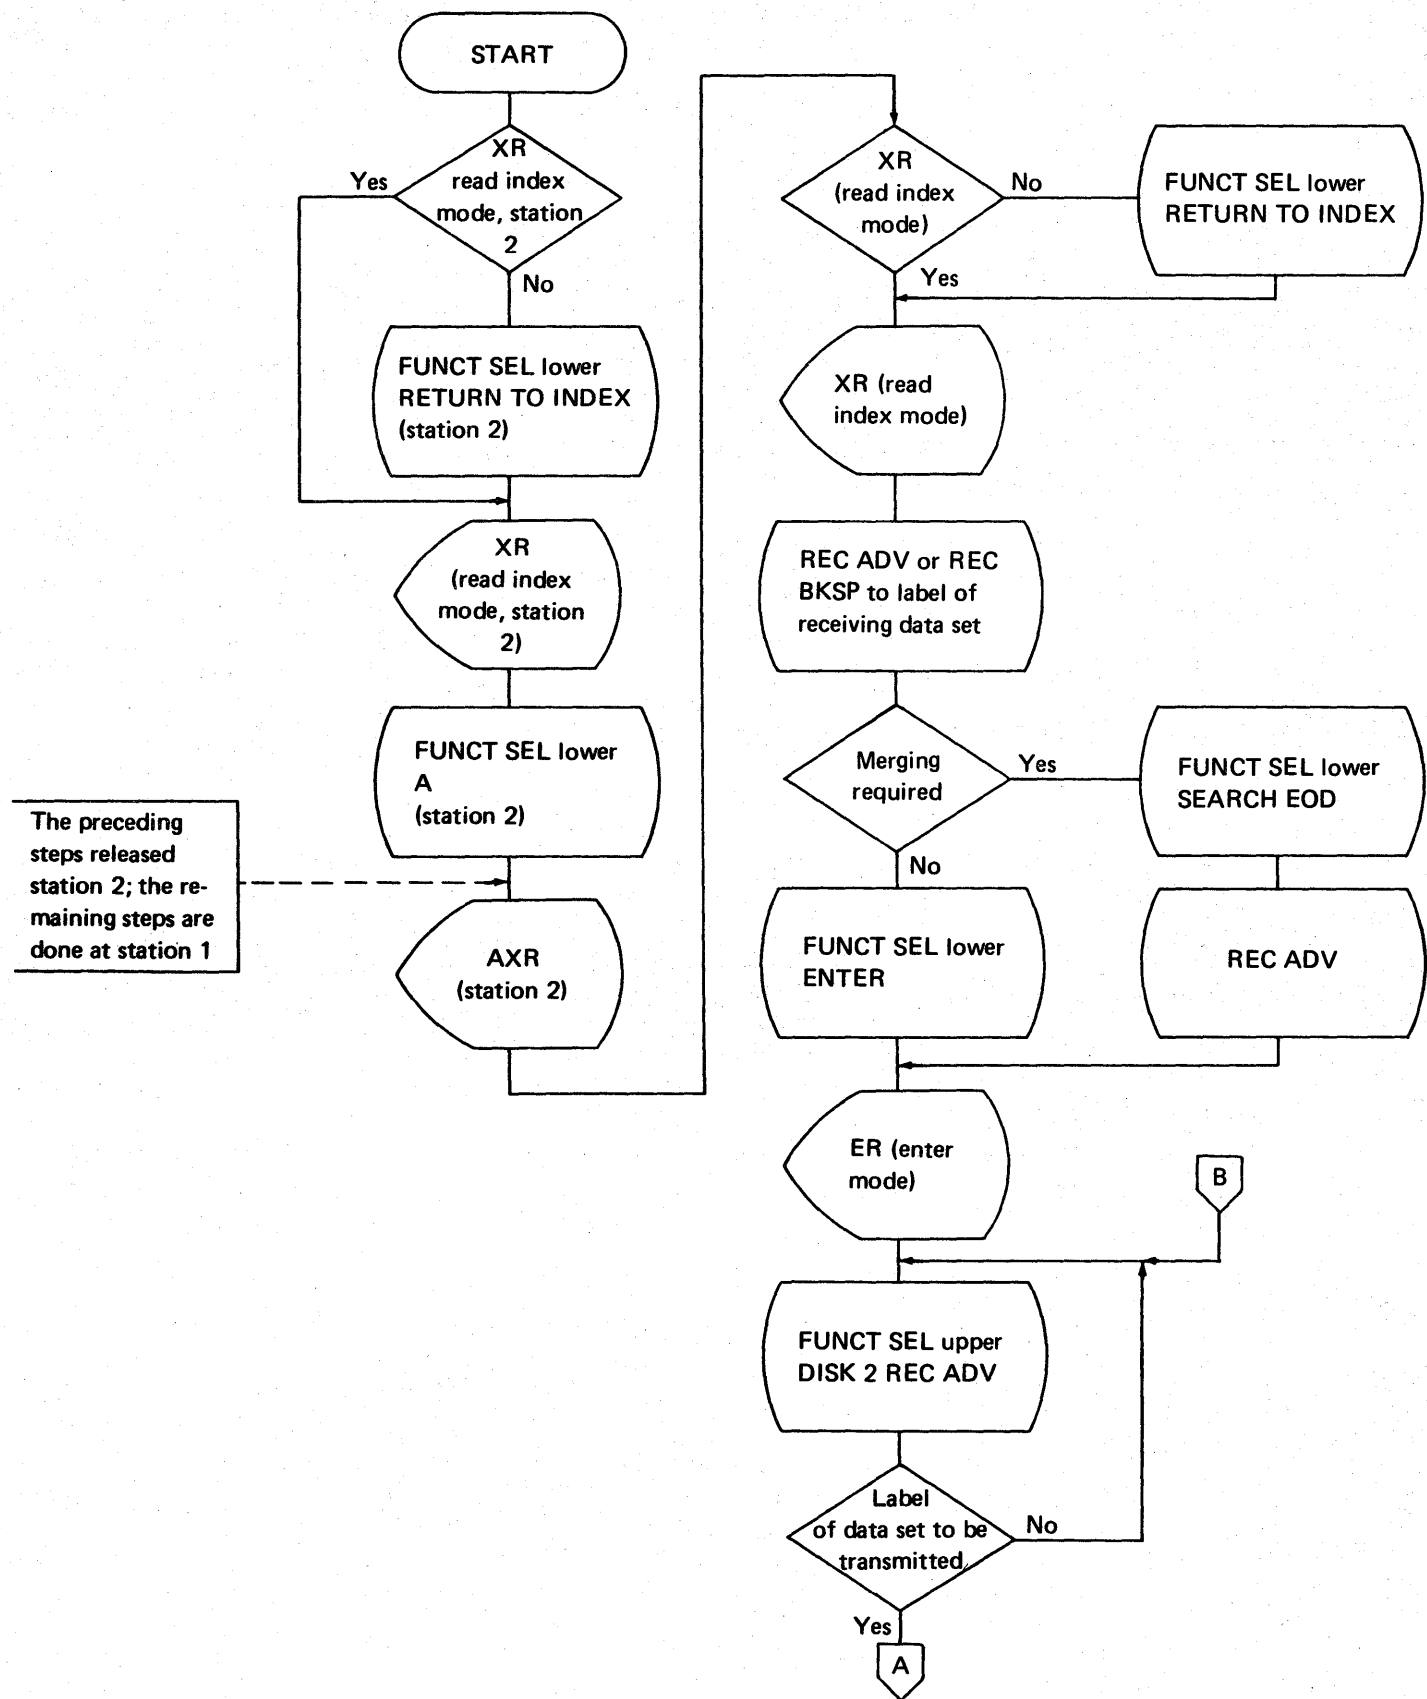 START
XR
read index
mode, station
2
Yes
No
FUNCT SEL lower
RETURN TO INDEX
(station 2)
XR
(read index
mode, station
2)
FUNCT SEL lower
A
(station 2)
The preceding
steps released
station 2; the re-
maining steps are
done at station 1
AXR
(station 2)
XR
(read index
mode)
No
FUNCT SEL lower
RETURN TO INDEX
Yes
XR (read
index mode)
REC ADV or REC
BKSP to label of
receiving data set
Merging
required
Yes
FUNCT SEL lower
SEARCH EOD
No
FUNCT SEL lower
ENTER
REC ADV
ER (enter
mode)
B
FUNCT SEL upper
DISK 2 REC ADV
Label
of data set to be
transmitted
No
Yes
A